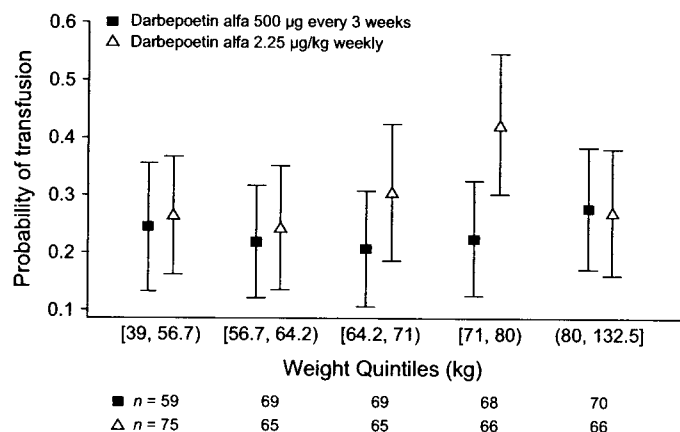 ■ Darbepoetin alfa 500 µg every 3 weeks
△ Darbepoetin alfa 2.25 µg/kg weekly
Probability of transfusion
0.6
0.5
0.4
0.3
0.2
0.1
[39, 56.7) [56.7, 64.2) [64.2, 71) [71, 80) (80, 132.5]
Weight Quintiles (kg)
■ n = 59 69 69 68 70
△ n = 75 65 65 66 66